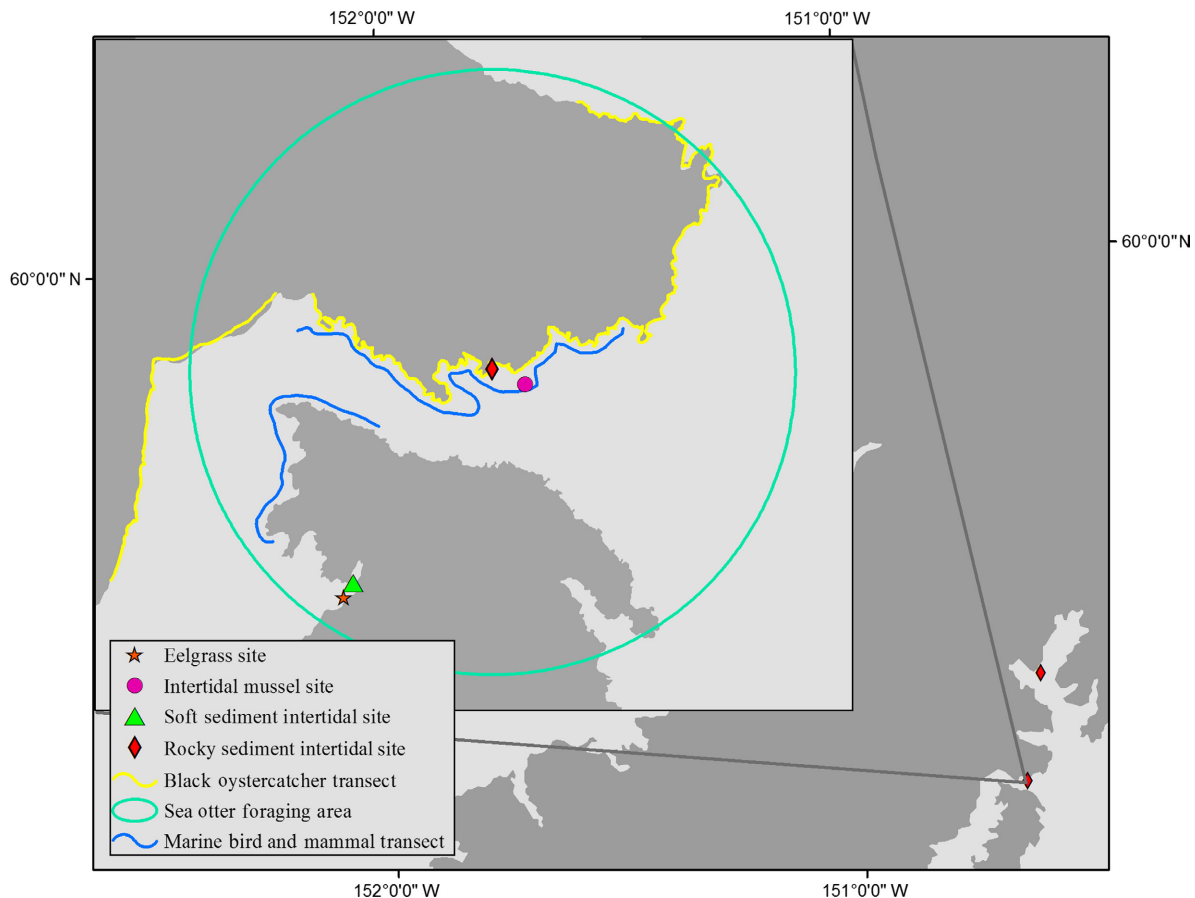 152°0'0" W
151°0'0" W
60°0'0" N
60°0'0" N
Eelgrass site
Intertidal mussel site
Soft sediment intertidal site
Rocky sediment intertidal site
Black oystercatcher transect
Sea otter foraging area
Marine bird and mammal transect
152°0'0" W
151°0'0" W